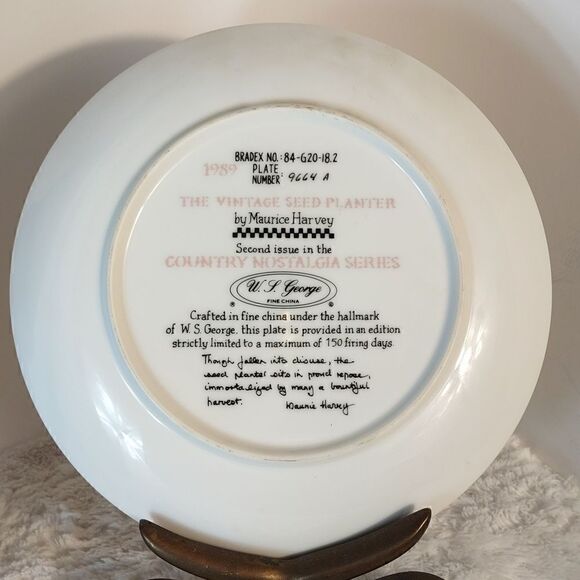 BRADEX NO.: 84-G20-18.2
1989 PLATE
NUMBER: 9664 A
THE VINTAGE SEED PLANTER
by Maurice Harvey
Second issue in the
COUNTRY NOSTALGIA SERIES
W. S. George
FINE CHINA
® ©
Crafted in fine china under the hallmark
of W. S. George, this plate is provided in an edition
strictly limited to a maximum of 150 firing days.
Though fallen into disuse, the
seed planter sits in proud repose,
immortalized by many a bountiful
harvest. Maurice Harvey